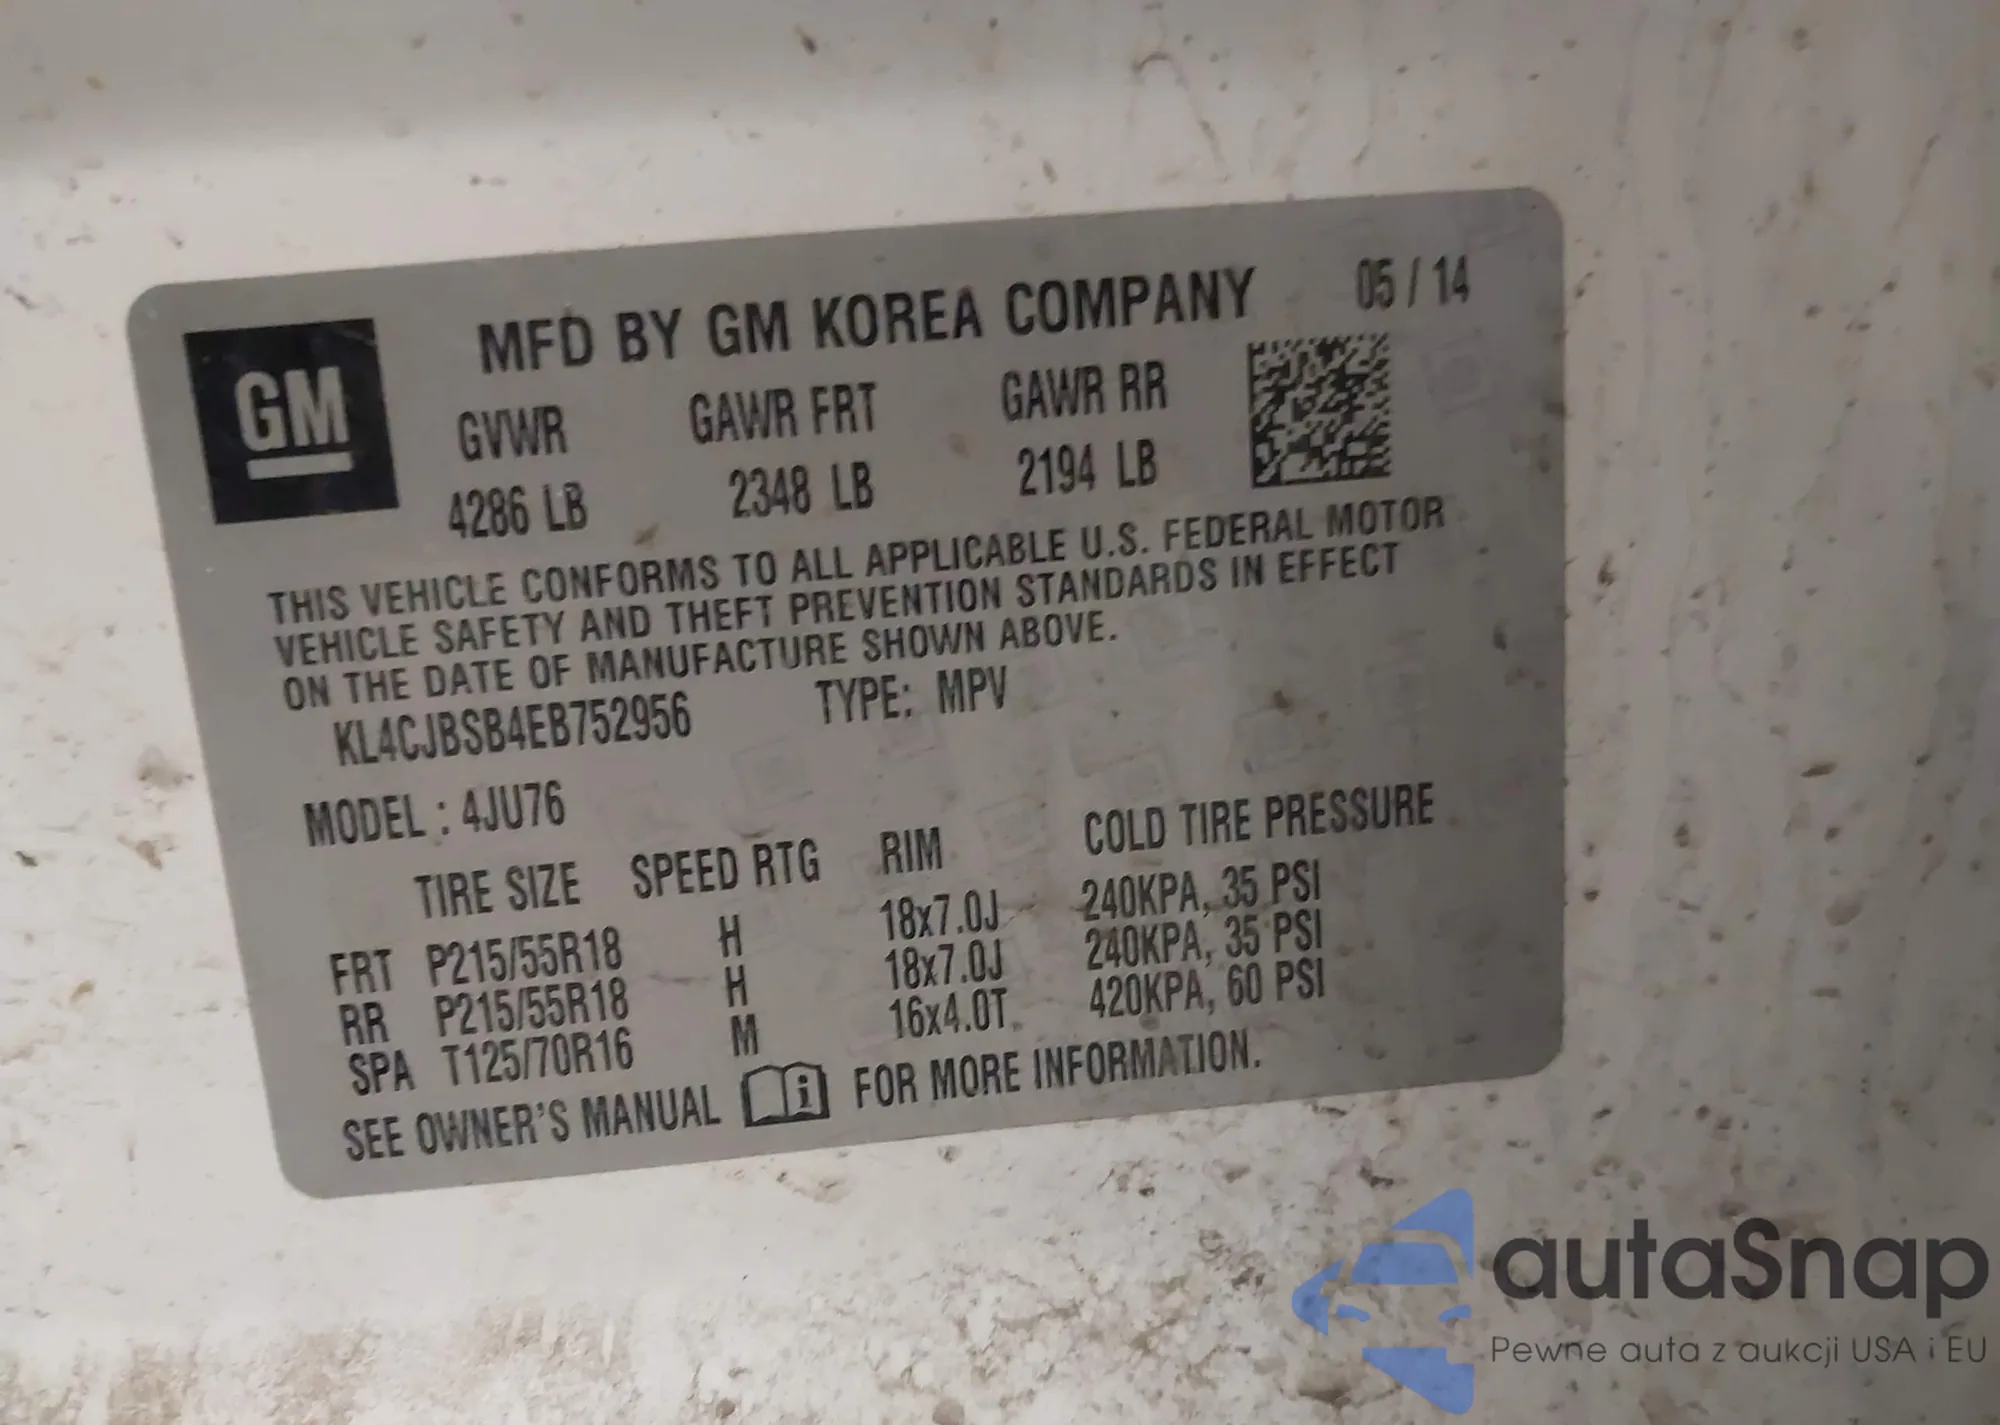 GM
MFD BY GM KOREA COMPANY 05 / 14
GVWR GAWR FRT GAWR RR
4286 LB 2348 LB 2194 LB
THIS VEHICLE CONFORMS TO ALL APPLICABLE U.S. FEDERAL MOTOR
VEHICLE SAFETY AND THEFT PREVENTION STANDARDS IN EFFECT
ON THE DATE OF MANUFACTURE SHOWN ABOVE.
KL4CJBSB4EB752956 TYPE: MPV
MODEL : 4JU76
TIRE SIZE SPEED RTG RIM COLD TIRE PRESSURE
FRT P215/55R18 H 18x7.0J 240KPA, 35 PSI
RR P215/55R18 H 18x7.0J 240KPA, 35 PSI
SPA T125/70R16 M 16x4.0T 420KPA, 60 PSI
SEE OWNER'S MANUAL i FOR MORE INFORMATION.
autaSnap
Pewne auta z aukcji USA i EU